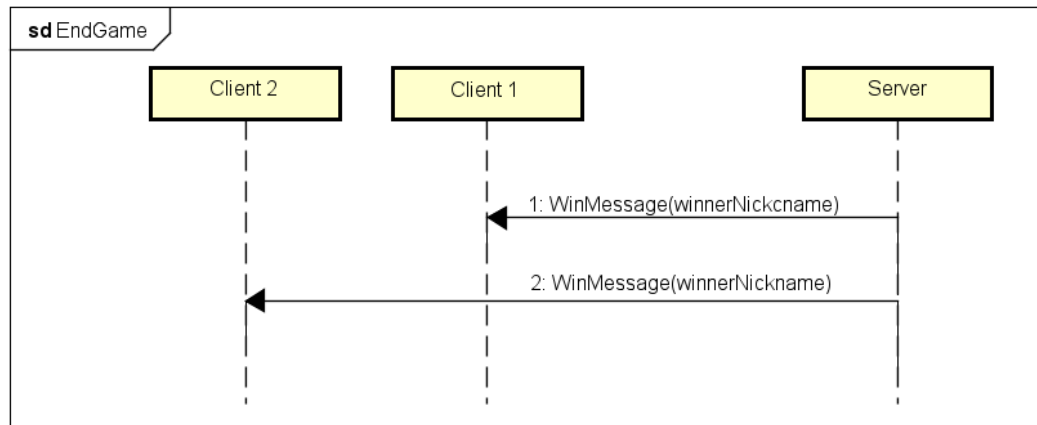 sd EndGame
Client 2
Client 1
Server
1: WinMessage(winnerNickcname)
2: WinMessage(winnerNickname)